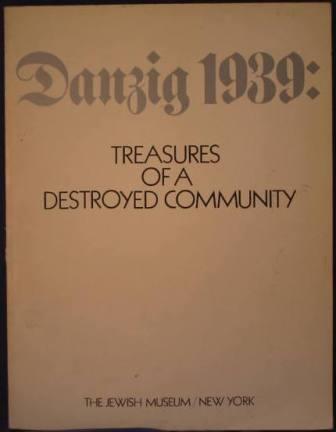 Danzig 1939:
TREASURES
OF A
DESTROYED COMMUNITY
THE JEWISH MUSEUM / NEW YORK